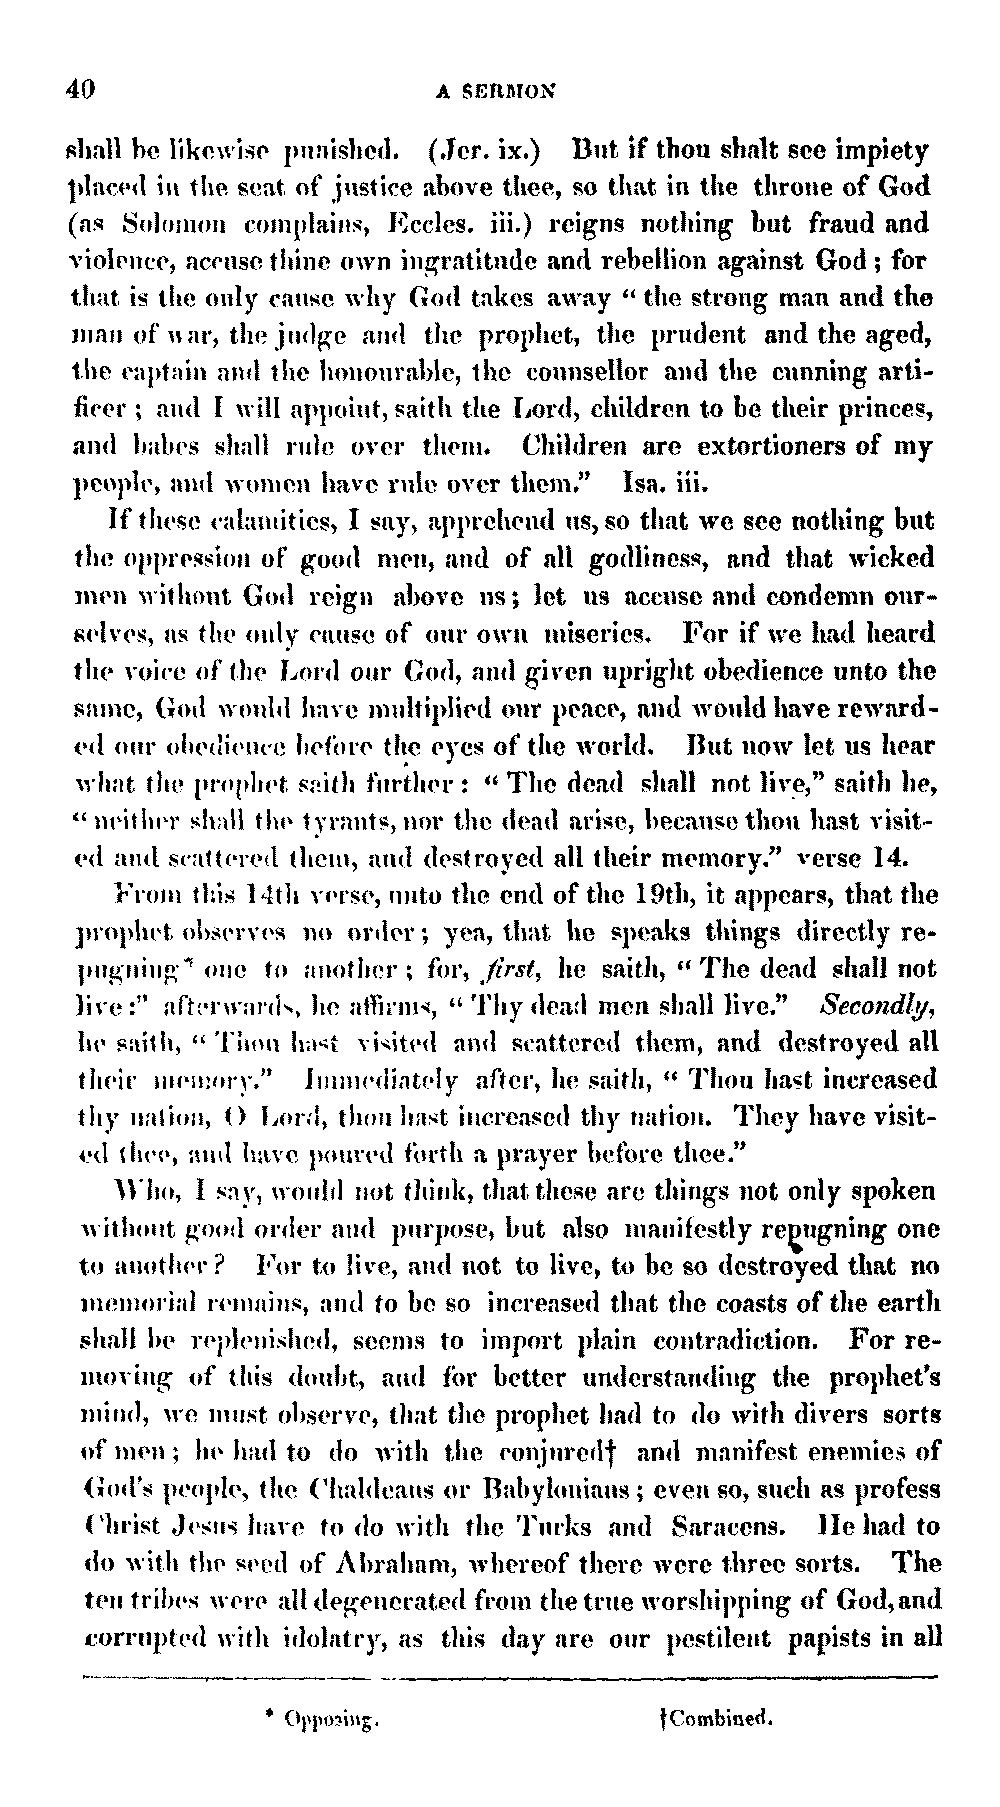 40 A SERMON
shall be likewise punished. (Jer. ix.) But if thou shalt see impiety
placed in the seat of justice above thee, so that in the throne of God
(as Solomon complains, Eccles. iii.) reigns nothing but fraud and
violence, accuse thine own ingratitude and rebellion against God; for
that is the only cause why God takes away “the strong man and the
man of war, the judge and the prophet, the prudent and the aged,
the captain and the honourable, the counsellor and the cunning arti-
ficer; and I will appoint, saith the Lord, children to be their princes,
and babes shall rule over them. Children are extortioners of my
people, and women have rule over them.” Isa. iii.
If these calamities, I say, apprehend us, so that we see nothing but
the oppression of good men, and of all godliness, and that wicked
men without God reign above us; let us accuse and condemn our-
selves, as the only cause of our own miseries. For if we had heard
the voice of the Lord our God, and given upright obedience unto the
same, God would have multiplied our peace, and would have reward-
ed our obedience before the eyes of the world. But now let us hear
what the prophet saith further: “The dead shall not live,” saith he,
“neither shall the tyrants, nor the dead arise, because thou hast visit-
ed and scattered them, and destroyed all their memory.” verse 14.
From this 14th verse, unto the end of the 19th, it appears, that the
prophet observes no order; yea, that he speaks things directly re-
pugning* one to another; for, first, he saith, “The dead shall not
live:” afterwards, he affirms, “Thy dead men shall live.” Secondly,
he saith, “Thou hast visited and scattered them, and destroyed all
their memory.” Immediately after, he saith, “Thou hast increased
thy nation, O Lord, thou hast increased thy nation. They have visit-
ed thee, and have poured forth a prayer before thee.”
Who, I say, would not think, that these are things not only spoken
without good order and purpose, but also manifestly repugning one
to another? For to live, and not to live, to be so destroyed that no
memorial remains, and to be so increased that the coasts of the earth
shall be replenished, seems to import plain contradiction. For re-
moving of this doubt, and for better understanding the prophet's
mind, we must observe, that the prophet had to do with divers sorts
of men; he had to do with the conjured† and manifest enemies of
God's people, the Chaldeans or Babylonians; even so, such as profess
Christ Jesus have to do with the Turks and Saracens. He had to
do with the seed of Abraham, whereof there were three sorts. The
ten tribes were all degenerated from the true worshipping of God, and
corrupted with idolatry, as this day are our pestilent papists in all
* Opposing. †Combined.